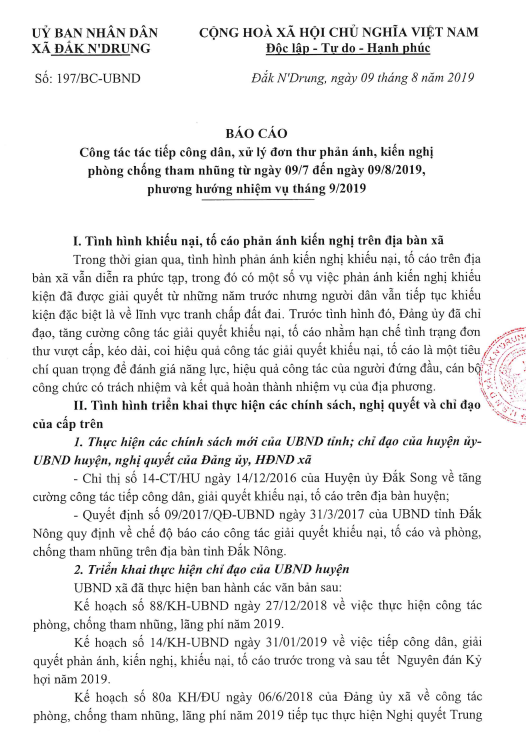 UỶ BAN NHÂN DÂN
XÃ ĐẮK N'DRUNG
CỘNG HOÀ XÃ HỘI CHỦ NGHĨA VIỆT NAM
Độc lập - Tự do - Hạnh phúc
Số: 197/BC-UBND
Đắk N'Drung, ngày 09 tháng 8 năm 2019
BÁO CÁO
Công tác tác tiếp công dân, xử lý đơn thư phản ánh, kiến nghị
phòng chống tham nhũng từ ngày 09/7 đến ngày 09/8/2019,
phương hướng nhiệm vụ tháng 9/2019
I. Tình hình khiếu nại, tố cáo phản ánh kiến nghị trên địa bàn xã
Trong thời gian qua, tình hình phản ánh kiến nghị khiếu nại, tố cáo trên địa
bàn xã vẫn diễn ra phức tạp, trong đó có một số vụ việc phản ánh kiến nghị khiếu
kiện đã được giải quyết từ những năm trước nhưng người dân vẫn tiếp tục khiếu
kiện đặc biệt là về lĩnh vực tranh chấp đất đai. Trước tình hình đó, Đảng ủy đã chỉ
đạo, tăng cường công tác giải quyết khiếu nại, tố cáo nhằm hạn chế tình trạng đơn
thư vượt cấp, kéo dài, coi hiệu quả công tác giải quyết khiếu nại, tố cáo là một tiêu
chí quan trọng để đánh giá năng lực, hiệu quả công tác của người đứng đầu, cán bộ
công chức có trách nhiệm và kết quả hoàn thành nhiệm vụ của địa phương.
II. Tình hình triển khai thực hiện các chính sách, nghị quyết và chỉ đạo
của cấp trên
1. Thực hiện các chính sách mới của UBND tỉnh; chỉ đạo của huyện ủy-
UBND huyện, nghị quyết của Đảng ủy, HĐND xã
- Chỉ thị số 14-CT/HU ngày 14/12/2016 của Huyện ủy Đắk Song về tăng
cường công tác tiếp công dân, giải quyết khiếu nại, tố cáo trên địa bàn huyện;
- Quyết định số 09/2017/QĐ-UBND ngày 31/3/2017 của UBND tỉnh Đắk
Nông quy định về chế độ báo cáo công tác giải quyết khiếu nại, tố cáo và phòng,
chống tham nhũng trên địa bàn tỉnh Đắk Nông.
2. Triển khai thực hiện chỉ đạo của UBND huyện
UBND xã đã thực hiện ban hành các văn bản sau:
Kế hoạch số 88/KH-UBND ngày 27/12/2018 về việc thực hiện công tác
phòng, chống tham nhũng, lãng phí năm 2019.
Kế hoạch số 14/KH-UBND ngày 31/01/2019 về việc tiếp công dân, giải
quyết phản ánh, kiến nghị, khiếu nại, tố cáo trước trong và sau tết Nguyên đán Kỷ
hợi năm 2019.
Kế hoạch số 80a KH/ĐU ngày 06/6/2018 của Đảng ủy xã về công tác
phòng, chống tham nhũng, lãng phí năm 2019 tiếp tục thực hiện Nghị quyết Trung